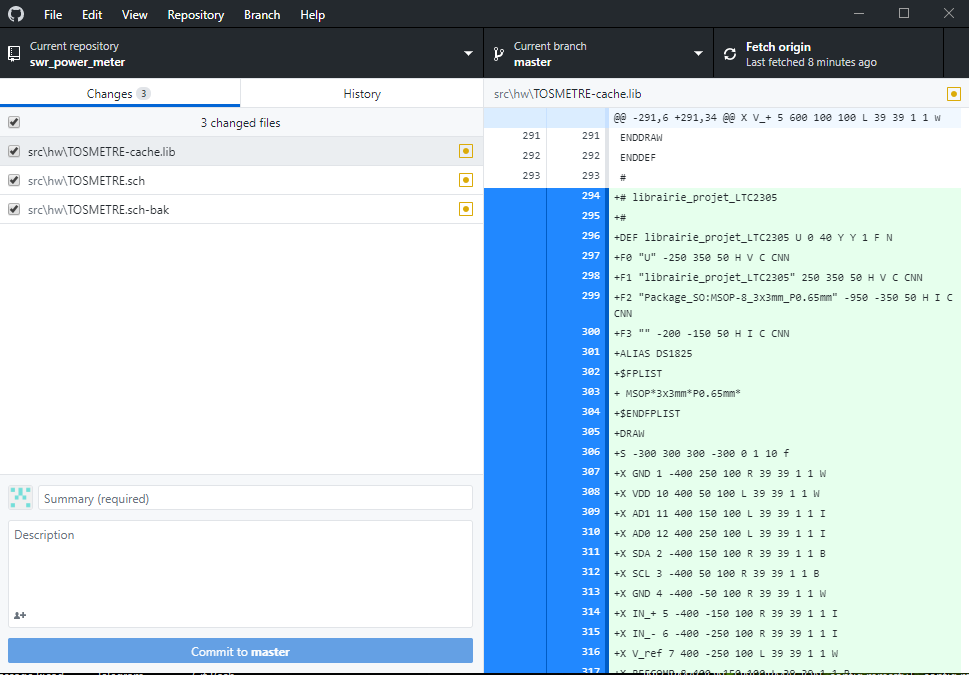 File Edit View Repository Branch Help
Current repository
swr_power_meter
Current branch
master
Fetch origin
Last fetched 8 minutes ago
Changes 3
History
3 changed files
src\hw\TOSMETRE-cache.lib
src\hw\TOSMETRE.sch
src\hw\TOSMETRE.sch-bak
Summary (required)
Description
Commit to master
src\hw\TOSMETRE-cache.lib
@@ -291,6 +291,34 @@ X V_+ 5 600 100 100 L 39 39 1 1 W
291 291 ENDDRAW
292 292 ENDDEF
293 293 #
294 +# librairie_projet_LTC2305
295 +#
296 +DEF librairie_projet_LTC2305 U 0 40 Y Y 1 F N
297 +F0 "U" -250 350 50 H V C CNN
298 +F1 "librairie_projet_LTC2305" 250 350 50 H V C CNN
299 +F2 "Package_SO:MSOP-8_3x3mm_P0.65mm" -950 -350 50 H I C
CNN
300 +F3 "" -200 -150 50 H I C CNN
301 +ALIAS DS1825
302 +$FPLIST
303 + MSOP*3x3mm*P0.65mm*
304 +$ENDFPLIST
305 +DRAW
306 +S -300 300 300 -300 0 1 10 f
307 +X GND 1 -400 250 100 R 39 39 1 1 W
308 +X VDD 10 400 50 100 L 39 39 1 1 W
309 +X AD1 11 400 150 100 L 39 39 1 1 I
310 +X AD0 12 400 250 100 L 39 39 1 1 I
311 +X SDA 2 -400 150 100 R 39 39 1 1 B
312 +X SCL 3 -400 50 100 R 39 39 1 1 B
313 +X GND 4 -400 -50 100 R 39 39 1 1 W
314 +X IN_+ 5 -400 -150 100 R 39 39 1 1 I
315 +X IN_- 6 -400 -250 100 R 39 39 1 1 I
316 +X V_ref 7 400 -250 100 L 39 39 1 1 W
317